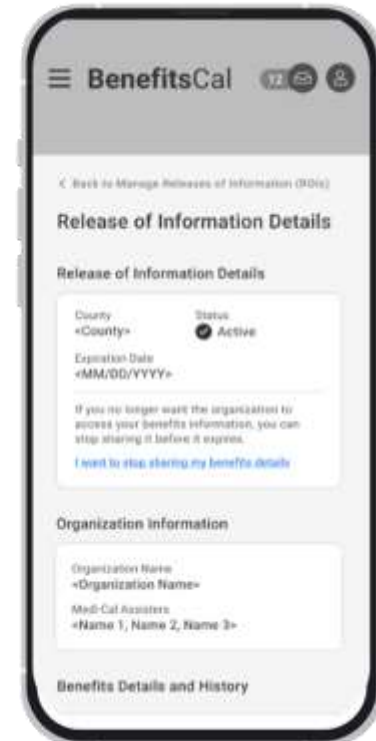 BenefitsCal 12
< Back to Manage Releases of Information (ROIs)
Release of Information Details
Release of Information Details
County Status
<County> Active
Expiration Date
<MM/DD/YYYY>
If you no longer want the organization to
access your benefits information, you can
stop sharing it before it expires.
I want to stop sharing my benefits details
Organization Information
Organization Name
<Organization Name>
Medi-Cal Assisters
<Name 1, Name 2, Name 3>
Benefits Details and History